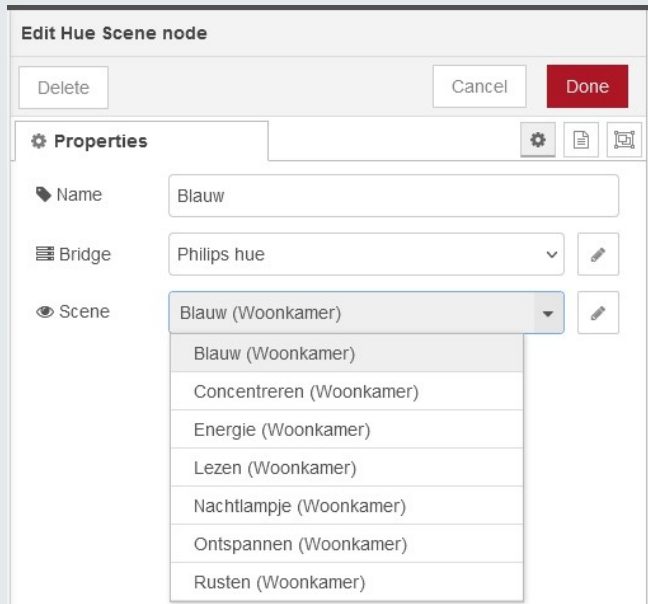 Edit Hue Scene node
Delete
Cancel
Done
Properties
Name
Blauw
Bridge
Philips hue
Scene
Blauw (Woonkamer)
Blauw (Woonkamer)
Concentreren (Woonkamer)
Energie (Woonkamer)
Lezen (Woonkamer)
Nachtlampje (Woonkamer)
Ontspannen (Woonkamer)
Rusten (Woonkamer)